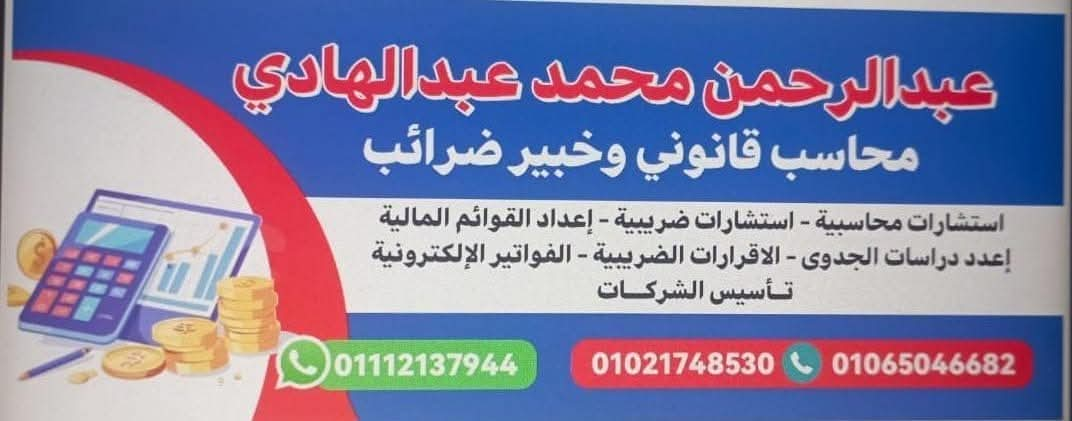 عبدالرحمن محمد عبدالهادي
محاسب قانوني وخبير ضرائب
استشارات محاسبية - استشارات ضريبية - إعداد القوائم المالية
إعدد دراسات الجدوى - الاقرارات الضريبية - الفواتير الإلكترونية
تأسيس الشركات
01112137944
01021748530 01065046682